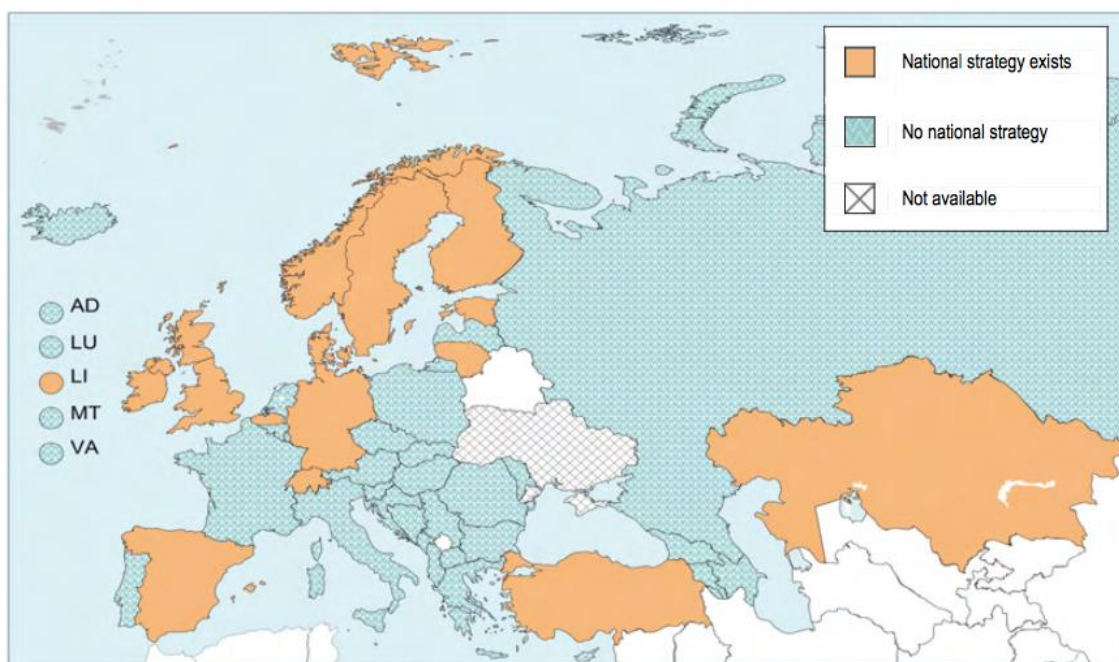 National strategy exists
No national strategy
Not available
AD
LU
LI
MT
VA